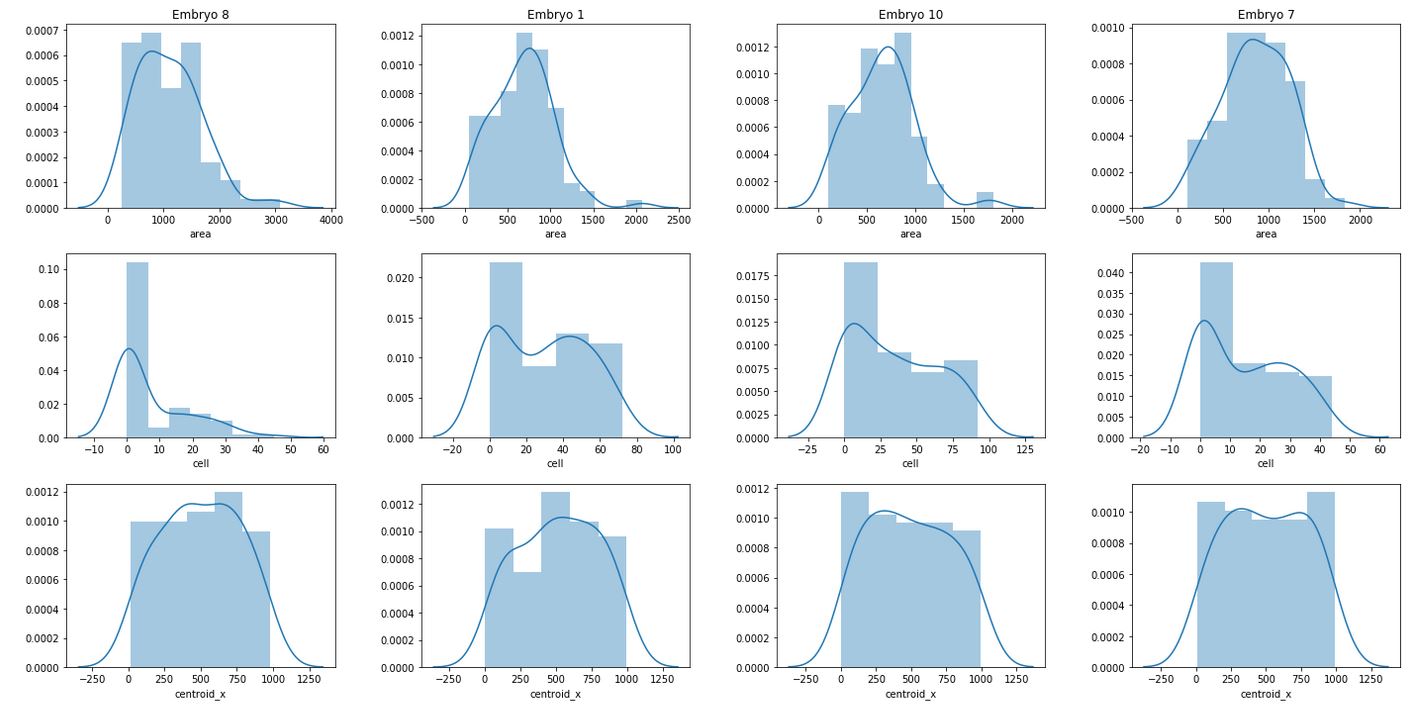 Embryo 8 Embryo 1 Embryo 10 Embryo 7
0.0007 0.0012 0.0012 0.0010
0.0006 0.0010 0.0010 0.0008
0.0005 0.0008 0.0008 0.0006
0.0004 0.0006 0.0006 0.0004
0.0003 0.0004 0.0004 0.0002
0.0002 0.0002 0.0002
0.0001
0.0000 0.0000 0.0000 0.0000
0 1000 2000 3000 4000 −500 0 500 1000 1500 2000 2500 0 500 1000 1500 2000 −500 0 500 1000 1500 2000
area area area area
0.10 0.020 0.0175 0.040
0.08 0.015 0.0150 0.035
0.06 0.010 0.0125 0.030
0.04 0.005 0.0100 0.025
0.02 0.0075 0.020
0.0050 0.015
0.0025 0.010
0.005
0.00 0.000 0.0000 0.000
−10 0 10 20 30 40 50 60 −20 0 20 40 60 80 100 −25 0 25 50 75 100 125 −20 −10 0 10 20 30 40 50 60
cell cell cell cell
0.0012 0.0012 0.0012 0.0010
0.0010 0.0010 0.0010 0.0008
0.0008 0.0008 0.0008 0.0006
0.0006 0.0006 0.0006 0.0004
0.0004 0.0004 0.0004 0.0002
0.0002 0.0002 0.0002
0.0000 0.0000 0.0000 0.0000
−250 0 250 500 750 1000 1250 −250 0 250 500 750 1000 1250 −250 0 250 500 750 1000 1250 −250 0 250 500 750 1000 1250
centroid_x centroid_x centroid_x centroid_x